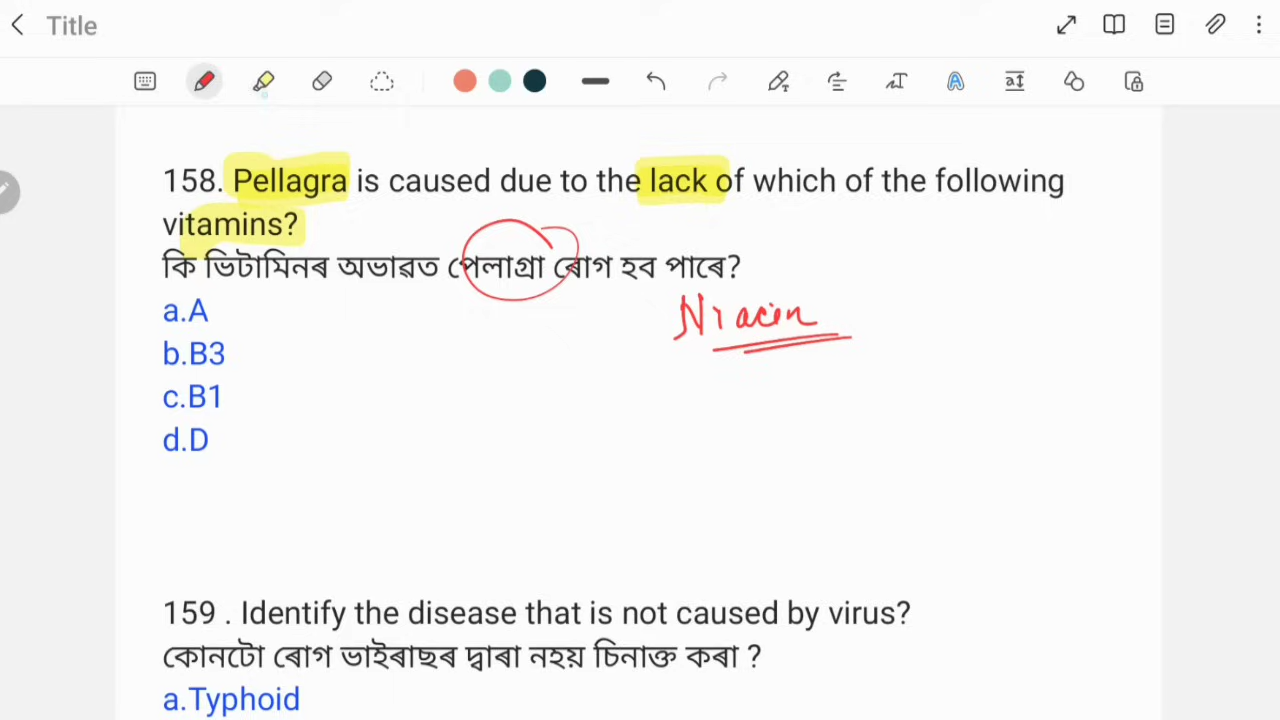 Title
158. Pellagra is caused due to the lack of which of the following
vitamins?
কি ভিটামিনৰ অভাৱত পেলাগ্ৰা ৰোগ হব পাৰে?
a.A
Niacin
b.B3
c.B1
d.D
159 . Identify the disease that is not caused by virus?
কোনটো ৰোগ ভাইৰাছৰ দ্বাৰা নহয় চিনাক্ত কৰা ?
a.Typhoid